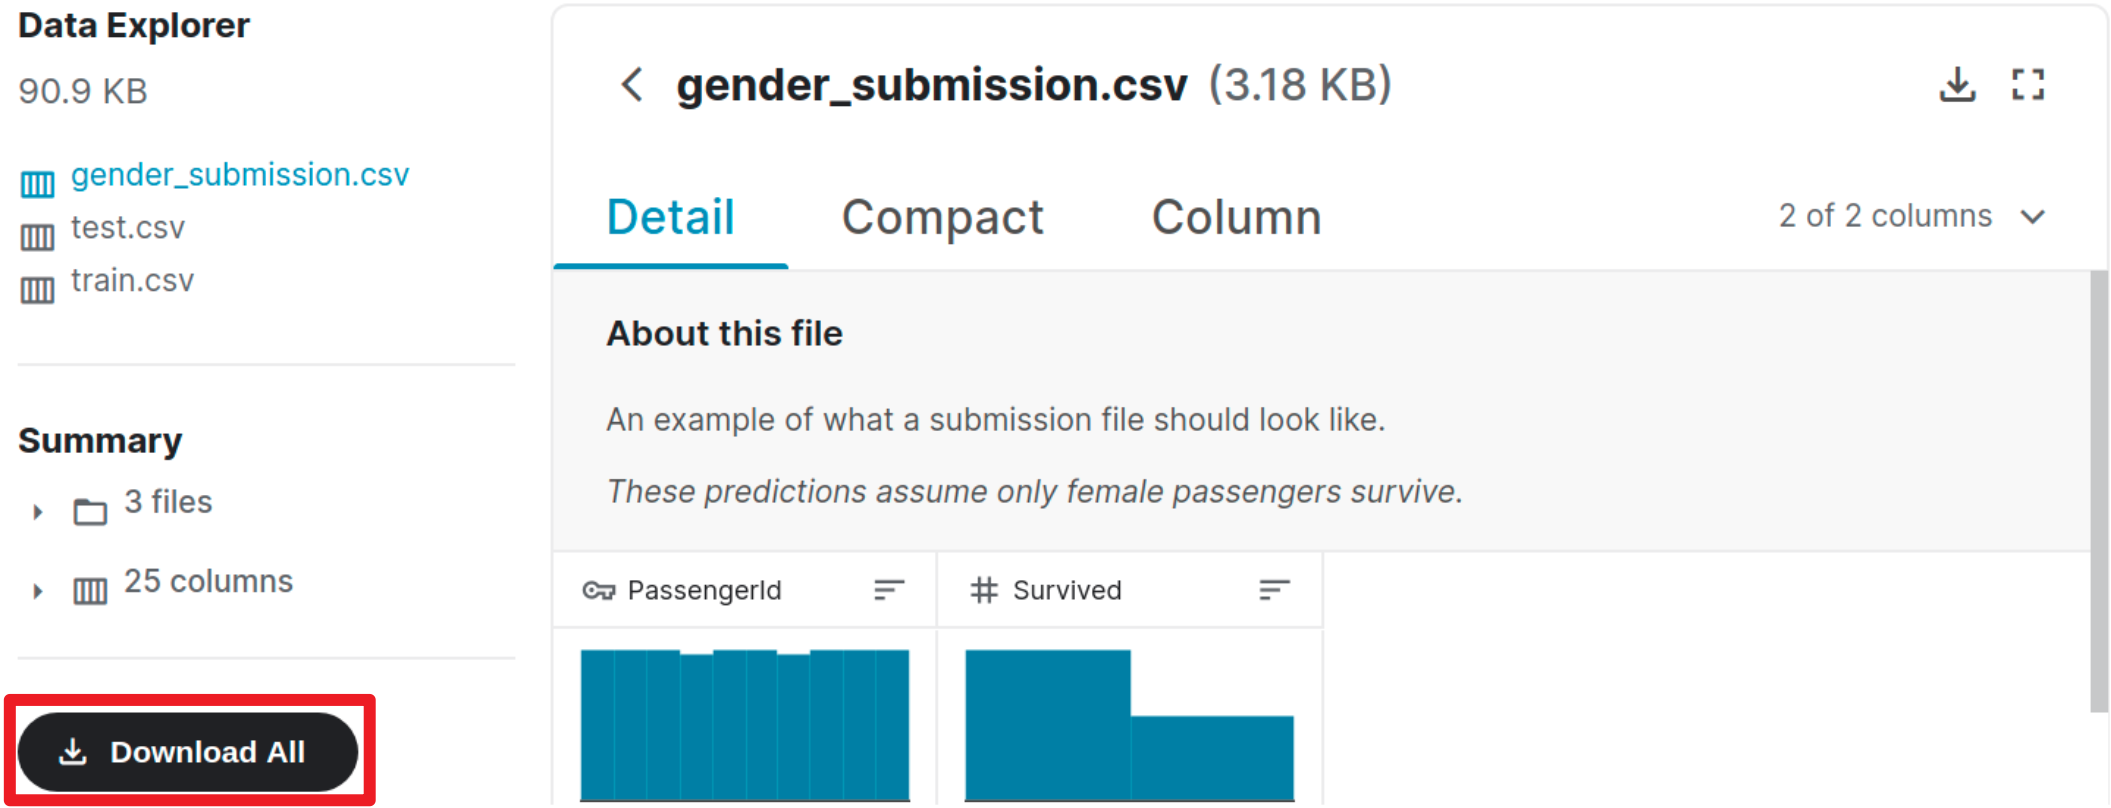 Data Explorer
90.9 KB
gender_submission.csv
test.csv
train.csv
Summary
3 files
25 columns
Download All
gender_submission.csv (3.18 KB)
Detail Compact Column 2 of 2 columns
About this file
An example of what a submission file should look like.
These predictions assume only female passengers survive.
PassengerId # Survived